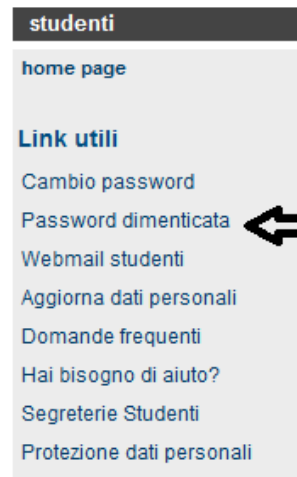 studenti
home page
Link utili
Cambio password
Password dimenticata
Webmail studenti
Aggiorna dati personali
Domande frequenti
Hai bisogno di aiuto?
Segreterie Studenti
Protezione dati personali